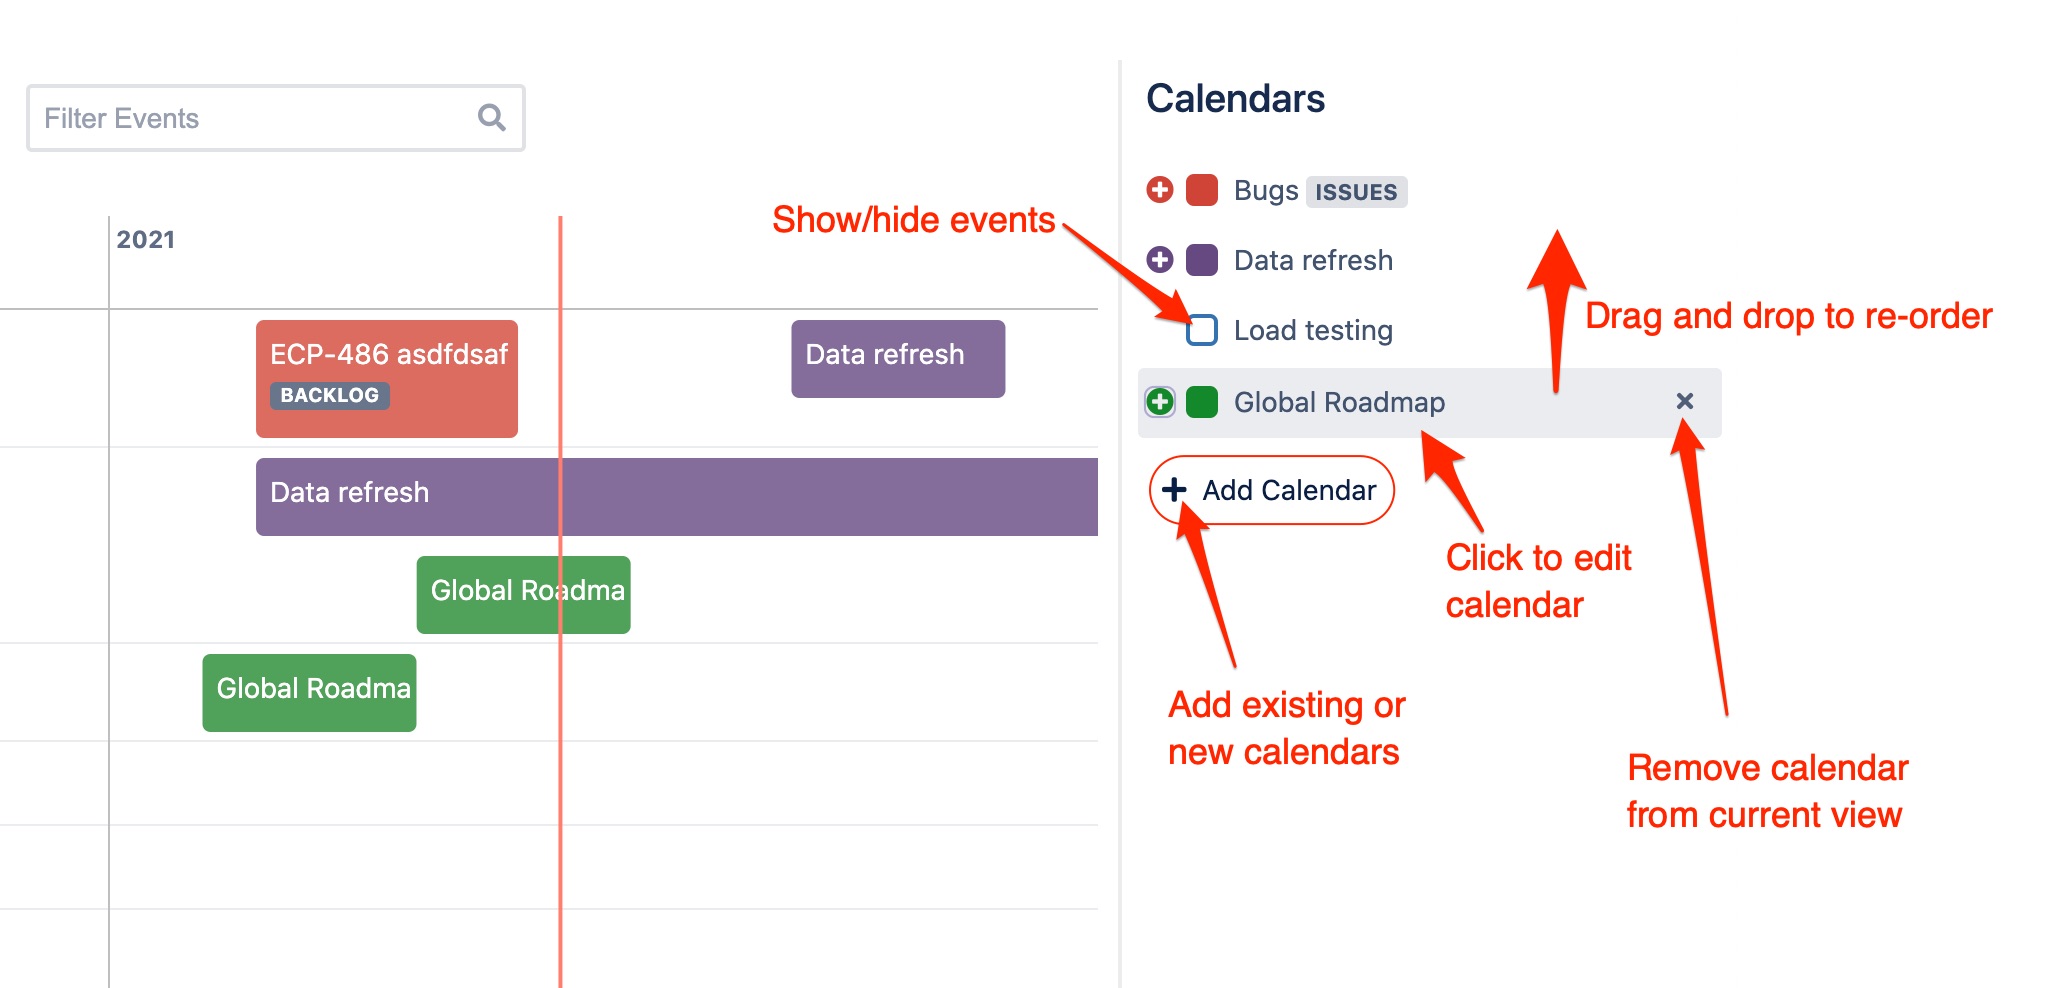 Filter Events
2021
ECP-486 asdfdsaf
BACKLOG
Data refresh
Data refresh
Global Roadma
Global Roadma
Calendars
Bugs ISSUES
Data refresh
Load testing
Global Roadmap
Add Calendar
Show/hide events
Drag and drop to re-order
Click to edit
calendar
Add existing or
new calendars
Remove calendar
from current view